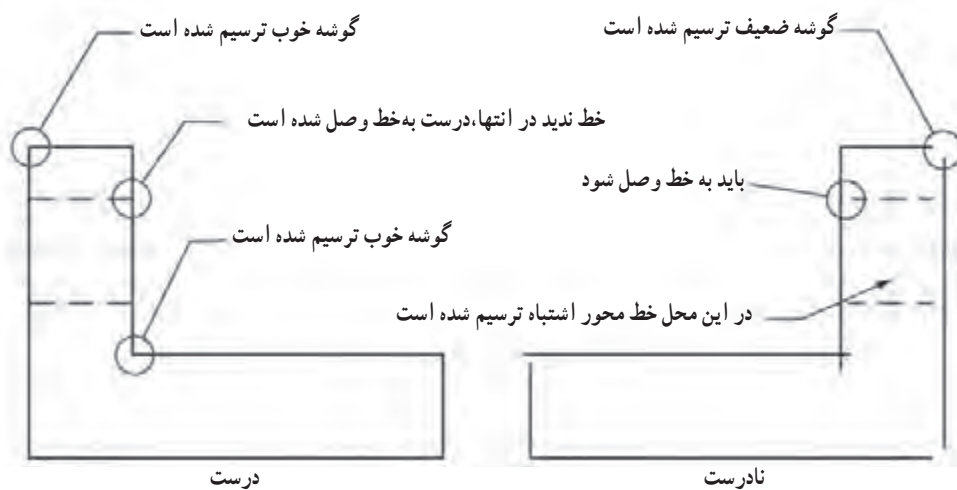 گوشه خوب ترسیم شده است
گوشه ضعیف ترسیم شده است
خط ندید در انتها،درست به‌خط وصل شده است
باید به خط وصل شود
گوشه خوب ترسیم شده است
در این محل خط محور اشتباه ترسیم شده است
درست
نادرست